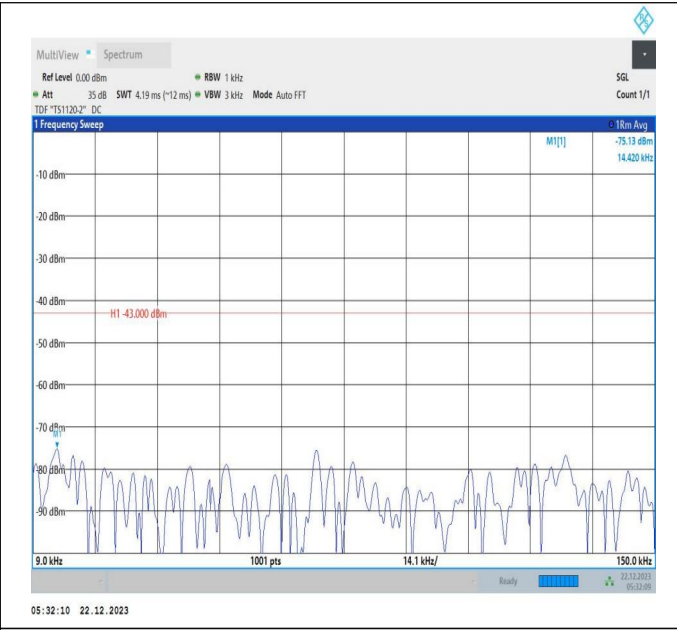 MultiView Spectrum
Ref Level 0.00 dBm RBW 1 kHz SGL
Att 35 dB SWT 4.19 ms (~12 ms) VBW 3 kHz Mode Auto FFT Count 1/1
TDF "TS1120-2" DC
1 Frequency Sweep 1Rm Avg
M1[1] -75.13 dBm
14.420 kHz
-10 dBm
-20 dBm
-30 dBm
-40 dBm
H1 -43.000 dBm
-50 dBm
-60 dBm
-70 dBm
M1
-80 dBm
-90 dBm
9.0 kHz 1001 pts 14.1 kHz/ 150.0 kHz
Ready 22.12.2023
05:32:09
05:32:10 22.12.2023